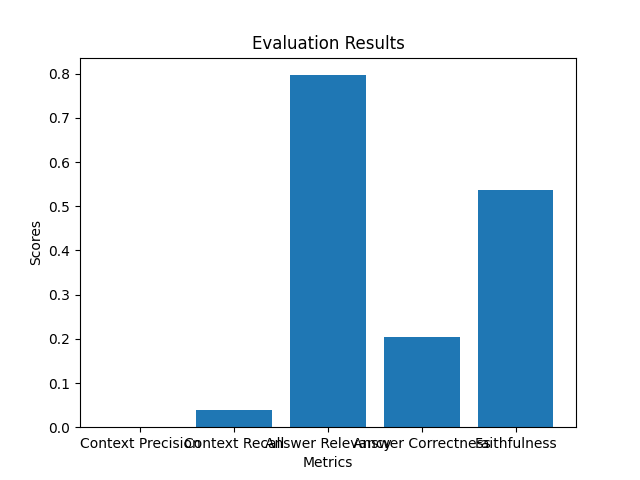 Evaluation Results
0.8
0.7
0.6
0.5
0.4
0.3
0.2
0.1
0.0
Scores
Context Precision Context Recall Answer Relevancy Answer Correctness Faithfulness
Metrics